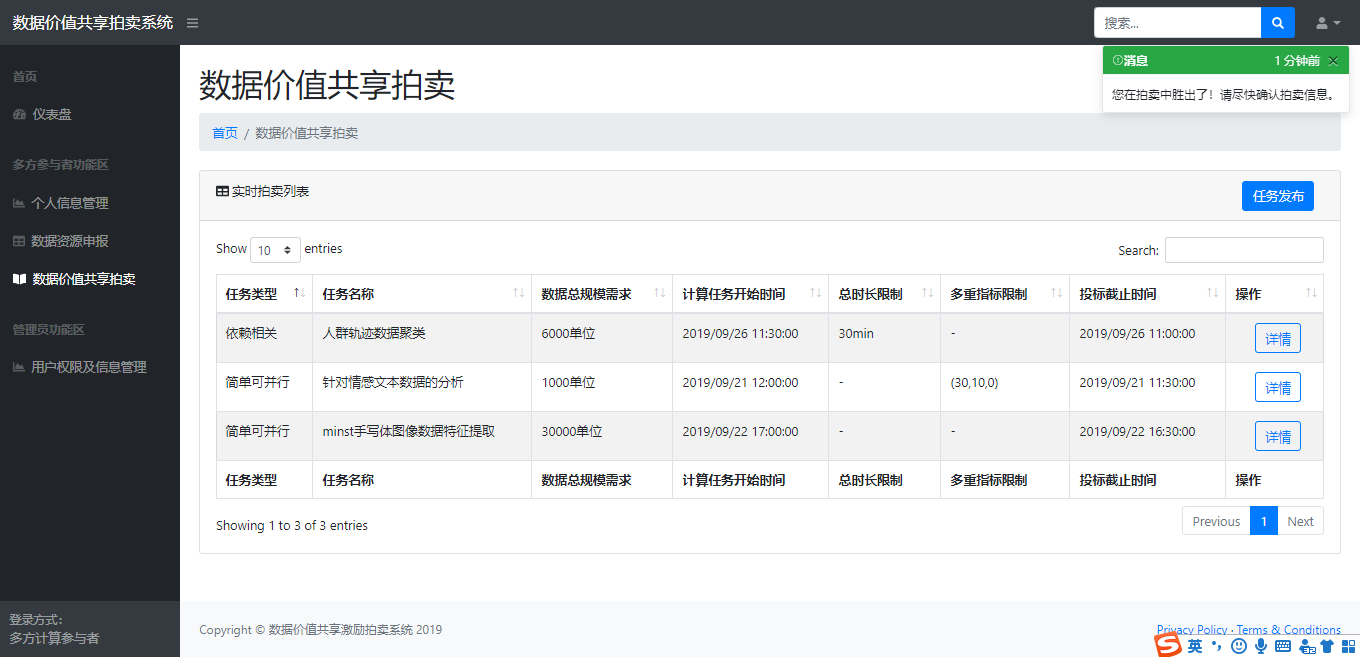 数据价值共享拍卖系统
搜索...
消息 1 分钟前
您在拍卖中胜出了！请尽快确认拍卖信息。
首页
仪表盘
多方参与者功能区
个人信息管理
数据资源申报
数据价值共享拍卖
管理员功能区
用户权限及信息管理
登录方式:
多方计算参与者
数据价值共享拍卖
首页 / 数据价值共享拍卖
实时拍卖列表 任务发布
Show 10 entries Search:
任务类型 任务名称 数据总规模需求 计算任务开始时间 总时长限制 多重指标限制 投标截止时间 操作
依赖相关 人群轨迹数据聚类 6000单位 2019/09/26 11:30:00 30min - 2019/09/26 11:00:00 详情
简单可并行 针对情感文本数据的分析 1000单位 2019/09/21 12:00:00 - (30,10,0) 2019/09/21 11:30:00 详情
简单可并行 minst手写体图像数据特征提取 30000单位 2019/09/22 17:00:00 - - 2019/09/22 16:30:00 详情
任务类型 任务名称 数据总规模需求 计算任务开始时间 总时长限制 多重指标限制 投标截止时间 操作
Showing 1 to 3 of 3 entries Previous 1 Next
Copyright © 数据价值共享激励拍卖系统 2019 Privacy Policy · Terms & Conditions
英